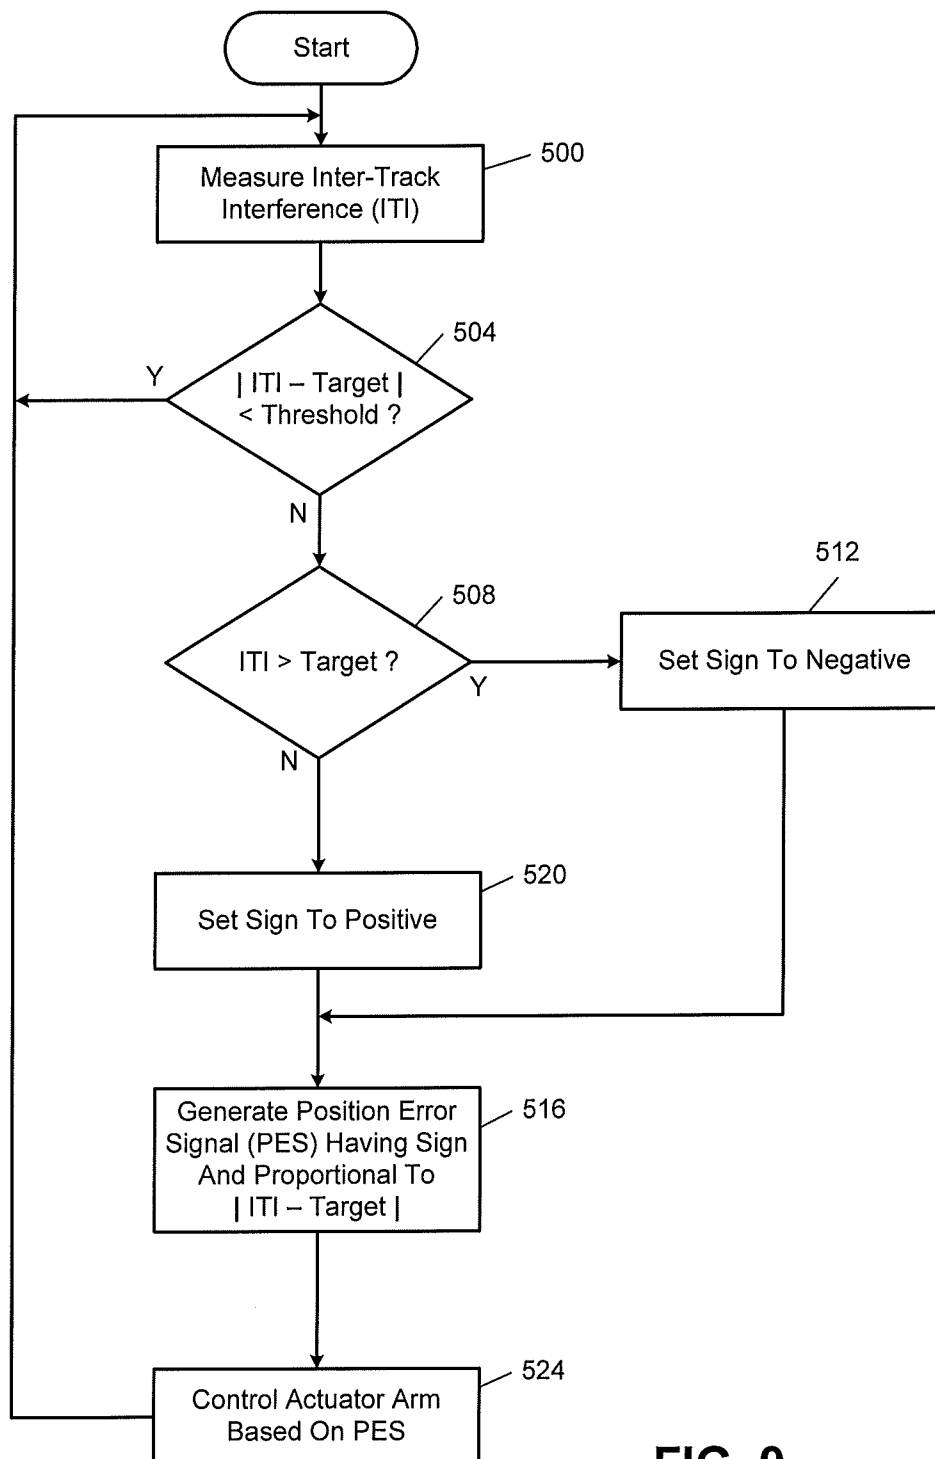 Start
500
Measure Inter-Track
Interference (ITI)
504
Y
| ITI – Target |
< Threshold ?
N
512
508
ITI > Target ?
Set Sign To Negative
Y
N
520
Set Sign To Positive
516
Generate Position Error
Signal (PES) Having Sign
And Proportional To
| ITI – Target |
524
Control Actuator Arm
Based On PES